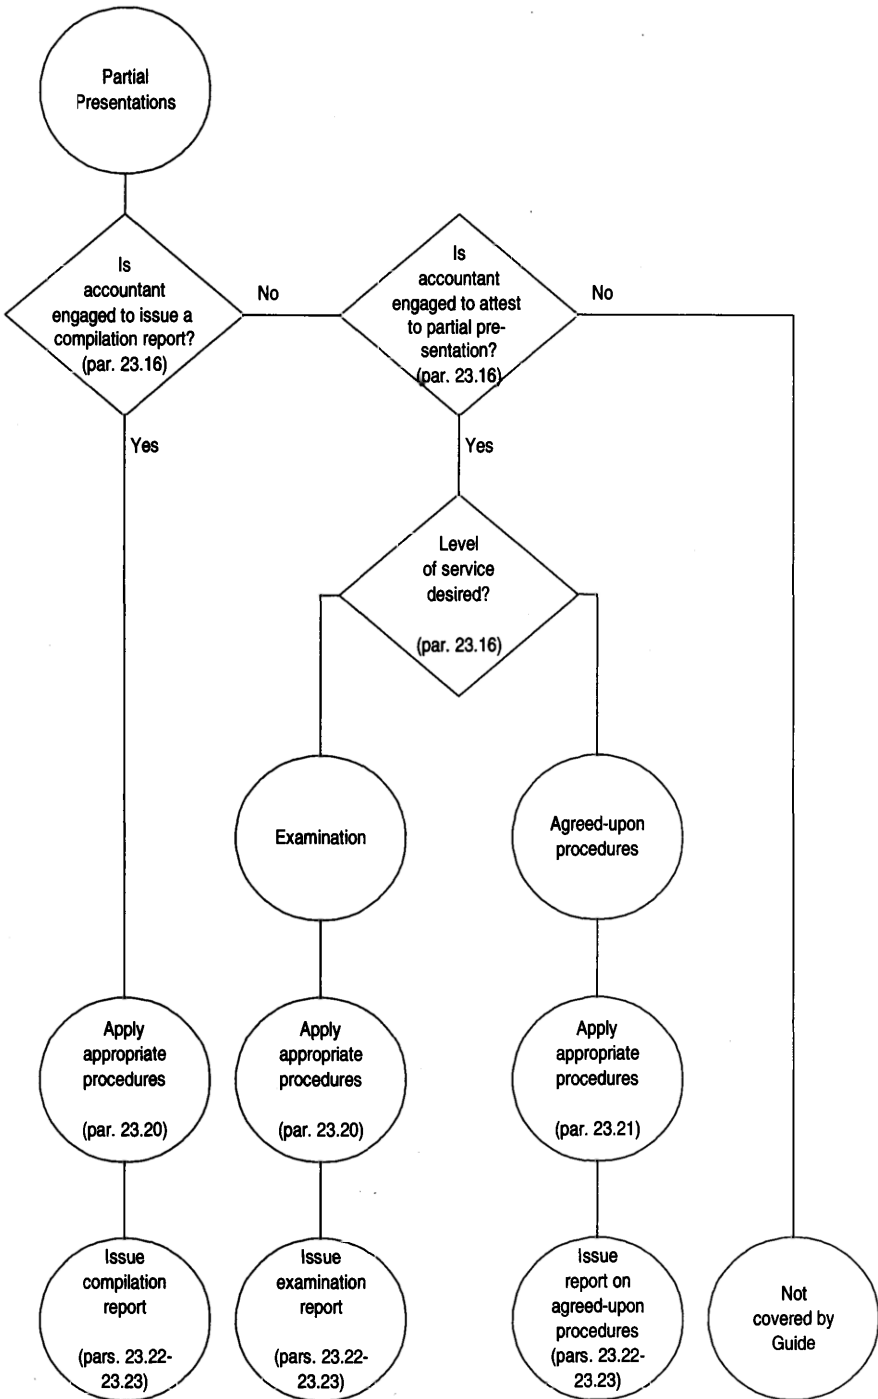 Partial
Presentations
Is
accountant
engaged to issue a
compilation report?
(par. 23.16)
No
Is
accountant
engaged to attest
to partial pre-
sentation?
(par. 23.16)
No
Yes
Yes
Level
of service
desired?
(par. 23.16)
Examination
Agreed-upon
procedures
Apply
appropriate
procedures
(par. 23.20)
Apply
appropriate
procedures
(par. 23.20)
Apply
appropriate
procedures
(par. 23.21)
Issue
compilation
report
(pars. 23.22-
23.23)
Issue
examination
report
(pars. 23.22-
23.23)
Issue
report on
agreed-upon
procedures
(pars. 23.22-
23.23)
Not
covered by
Guide